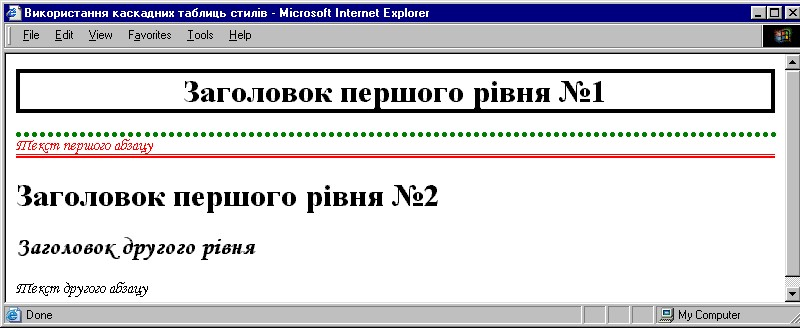 Використання каскадних таблиць стилів - Microsoft Internet Explorer
File Edit View Favorites Tools Help
Заголовок першого рівня №1
Текст першого абзацу
Заголовок першого рівня №2
Заголовок другого рівня
Текст другого абзацу
Done My Computer